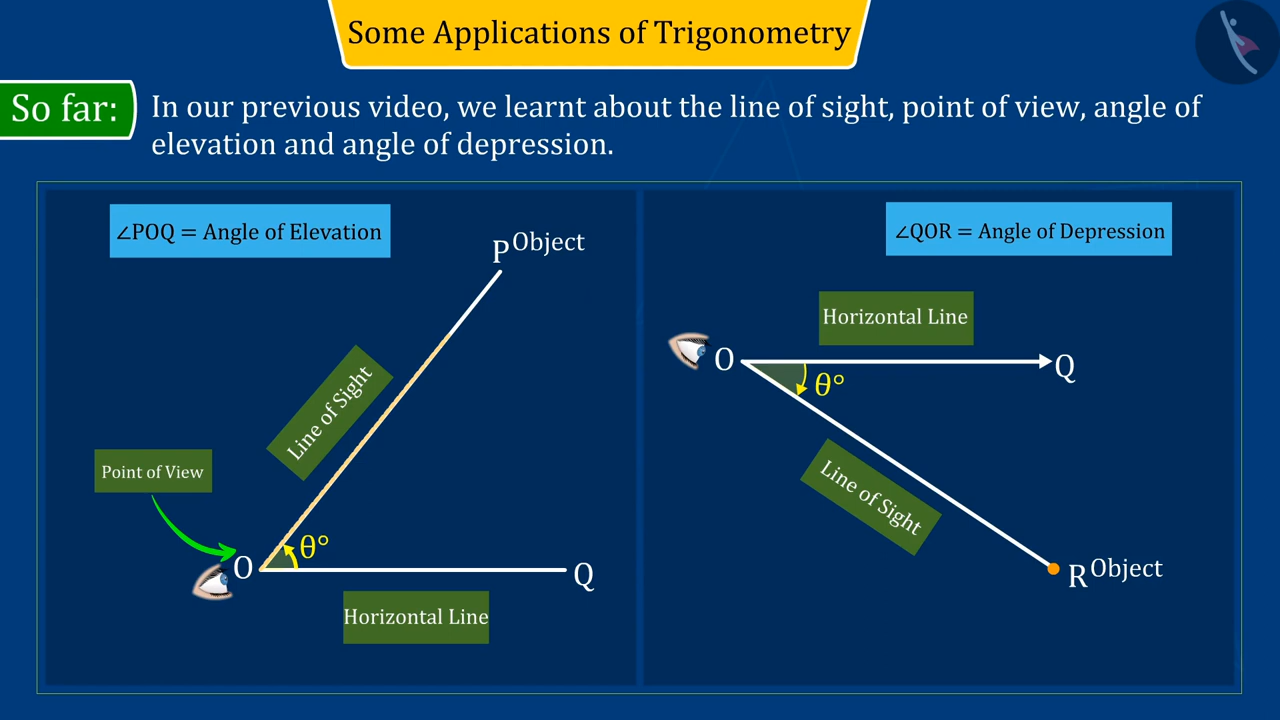 Some Applications of Trigonometry
So far:
In our previous video, we learnt about the line of sight, point of view, angle of
elevation and angle of depression.
∠POQ = Angle of Elevation
P Object
Line of Sight
Point of View
θ°
O
Q
Horizontal Line
∠QOR = Angle of Depression
Horizontal Line
O
Q
θ°
Line of Sight
R Object